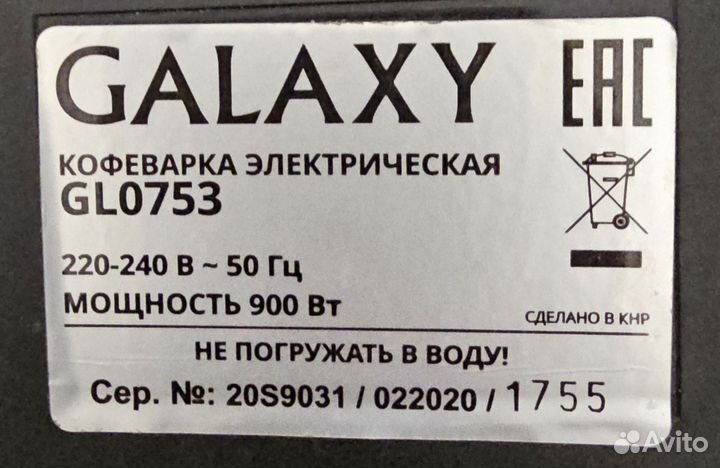 GALAXY
EAC
КОФЕВАРКА ЭЛЕКТРИЧЕСКАЯ
GL0753
220-240 В ~ 50 Гц
МОЩНОСТЬ 900 Вт
СДЕЛАНО В КНР
НЕ ПОГРУЖАТЬ В ВОДУ!
Сер. №: 20S9031 / 022020 / 1755
Avito